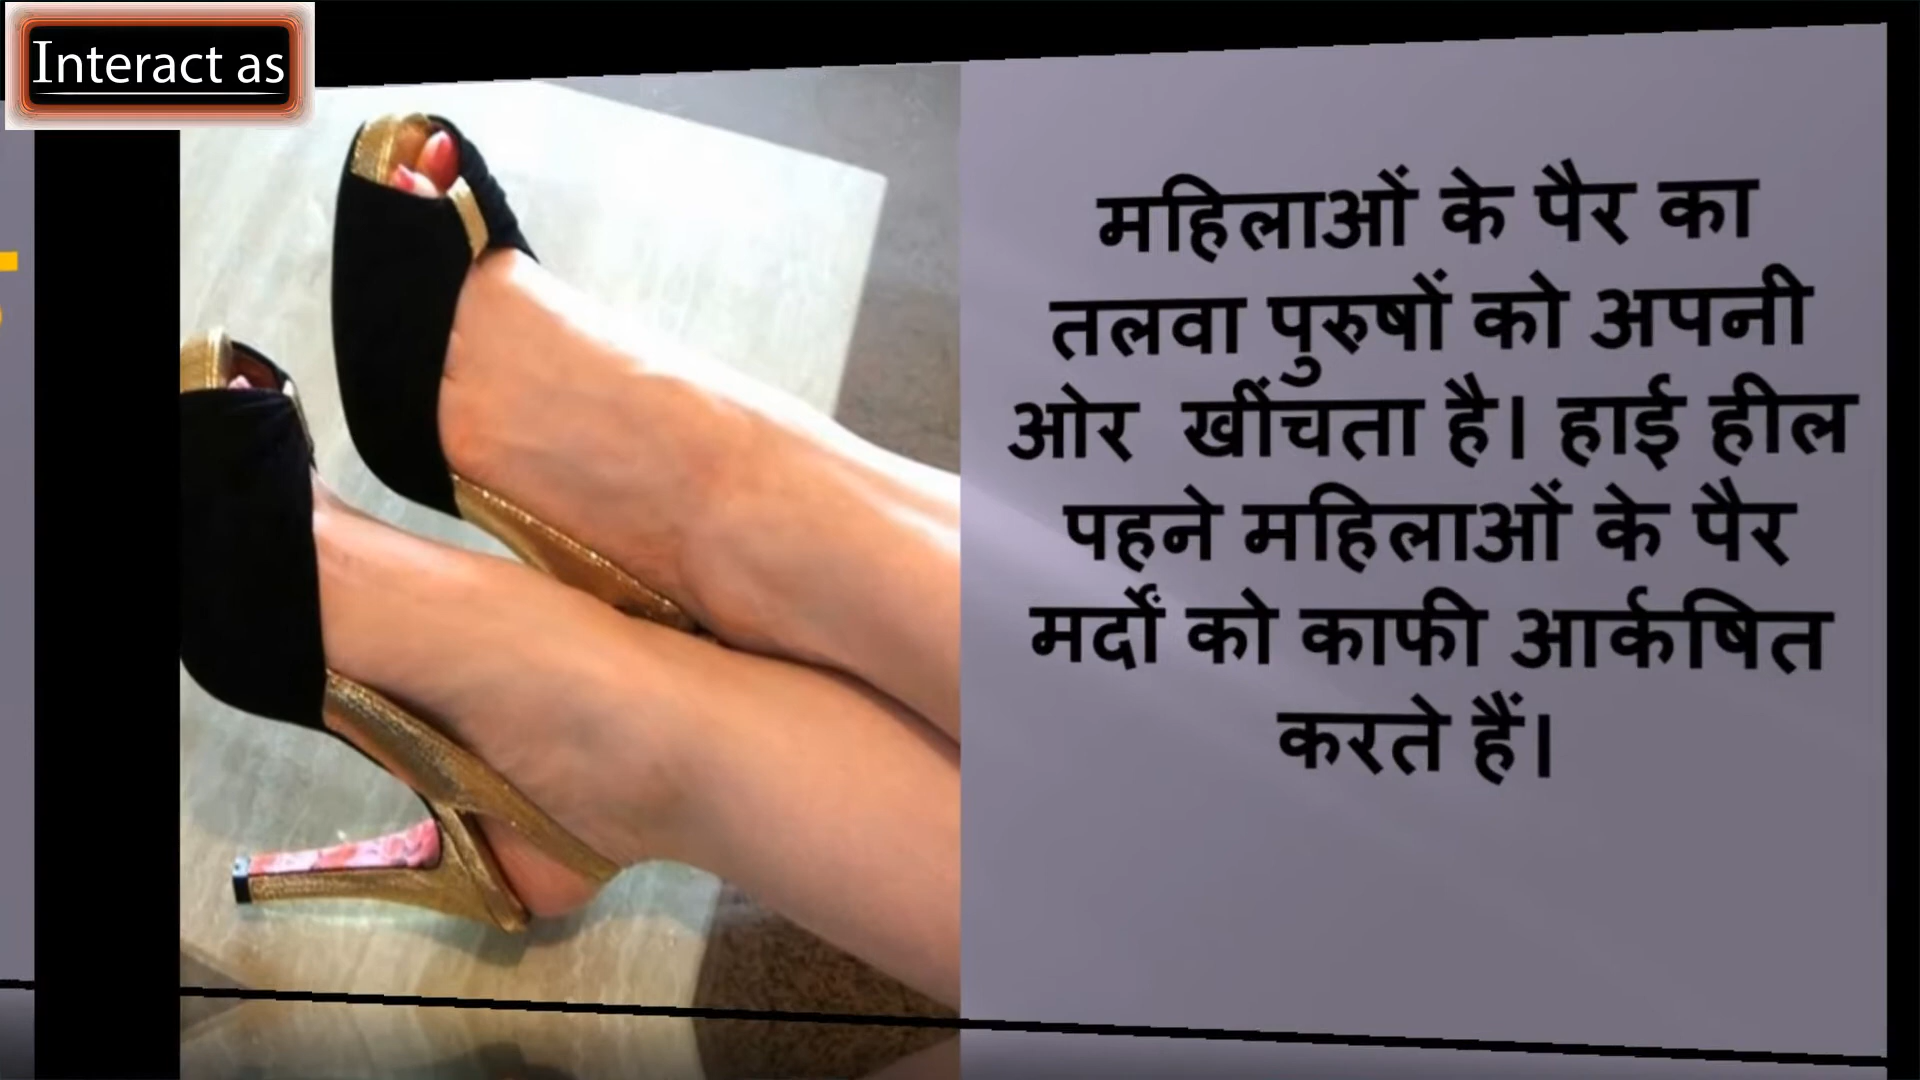 Interact as
महिलाओं के पैर का
तलवा पुरुषों को अपनी
ओर खींचता है। हाई हील
पहने महिलाओं के पैर
मर्दों को काफी आर्कषित
करते हैं।